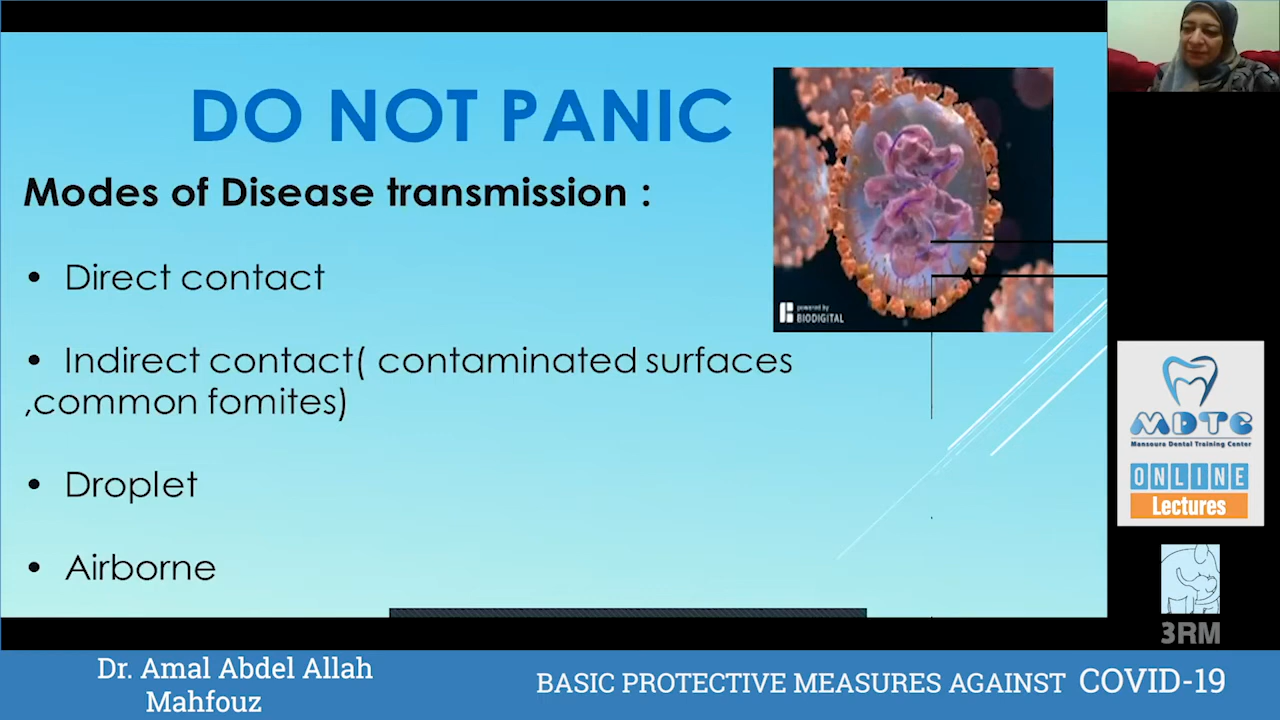 DO NOT PANIC
Modes of Disease transmission :
• Direct contact
• Indirect contact( contaminated surfaces
,common fomites)
• Droplet
• Airborne
powered by
BIODIGITAL
MDTC
Mansoura Dental Training Center
ONLINE
Lectures
3RM
Dr. Amal Abdel Allah
Mahfouz
BASIC PROTECTIVE MEASURES AGAINST COVID-19